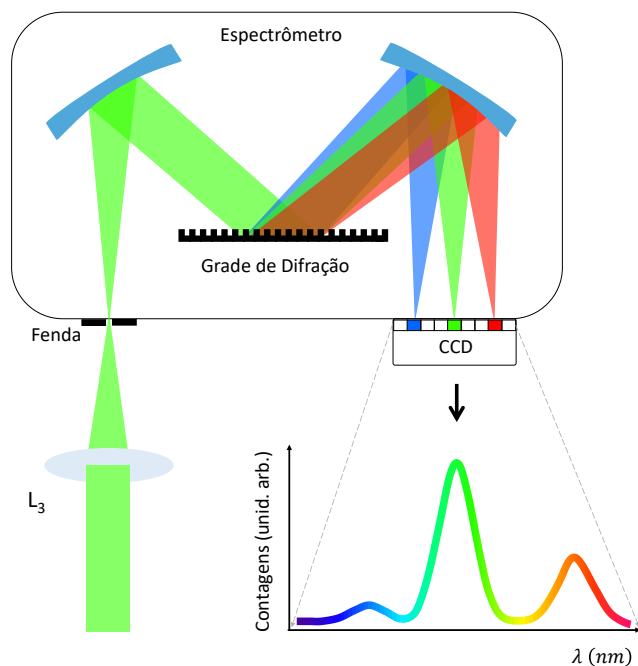 Espectrômetro
Grade de Difração
Fenda
CCD
L3
Contagens (unid. arb.)
λ (nm)